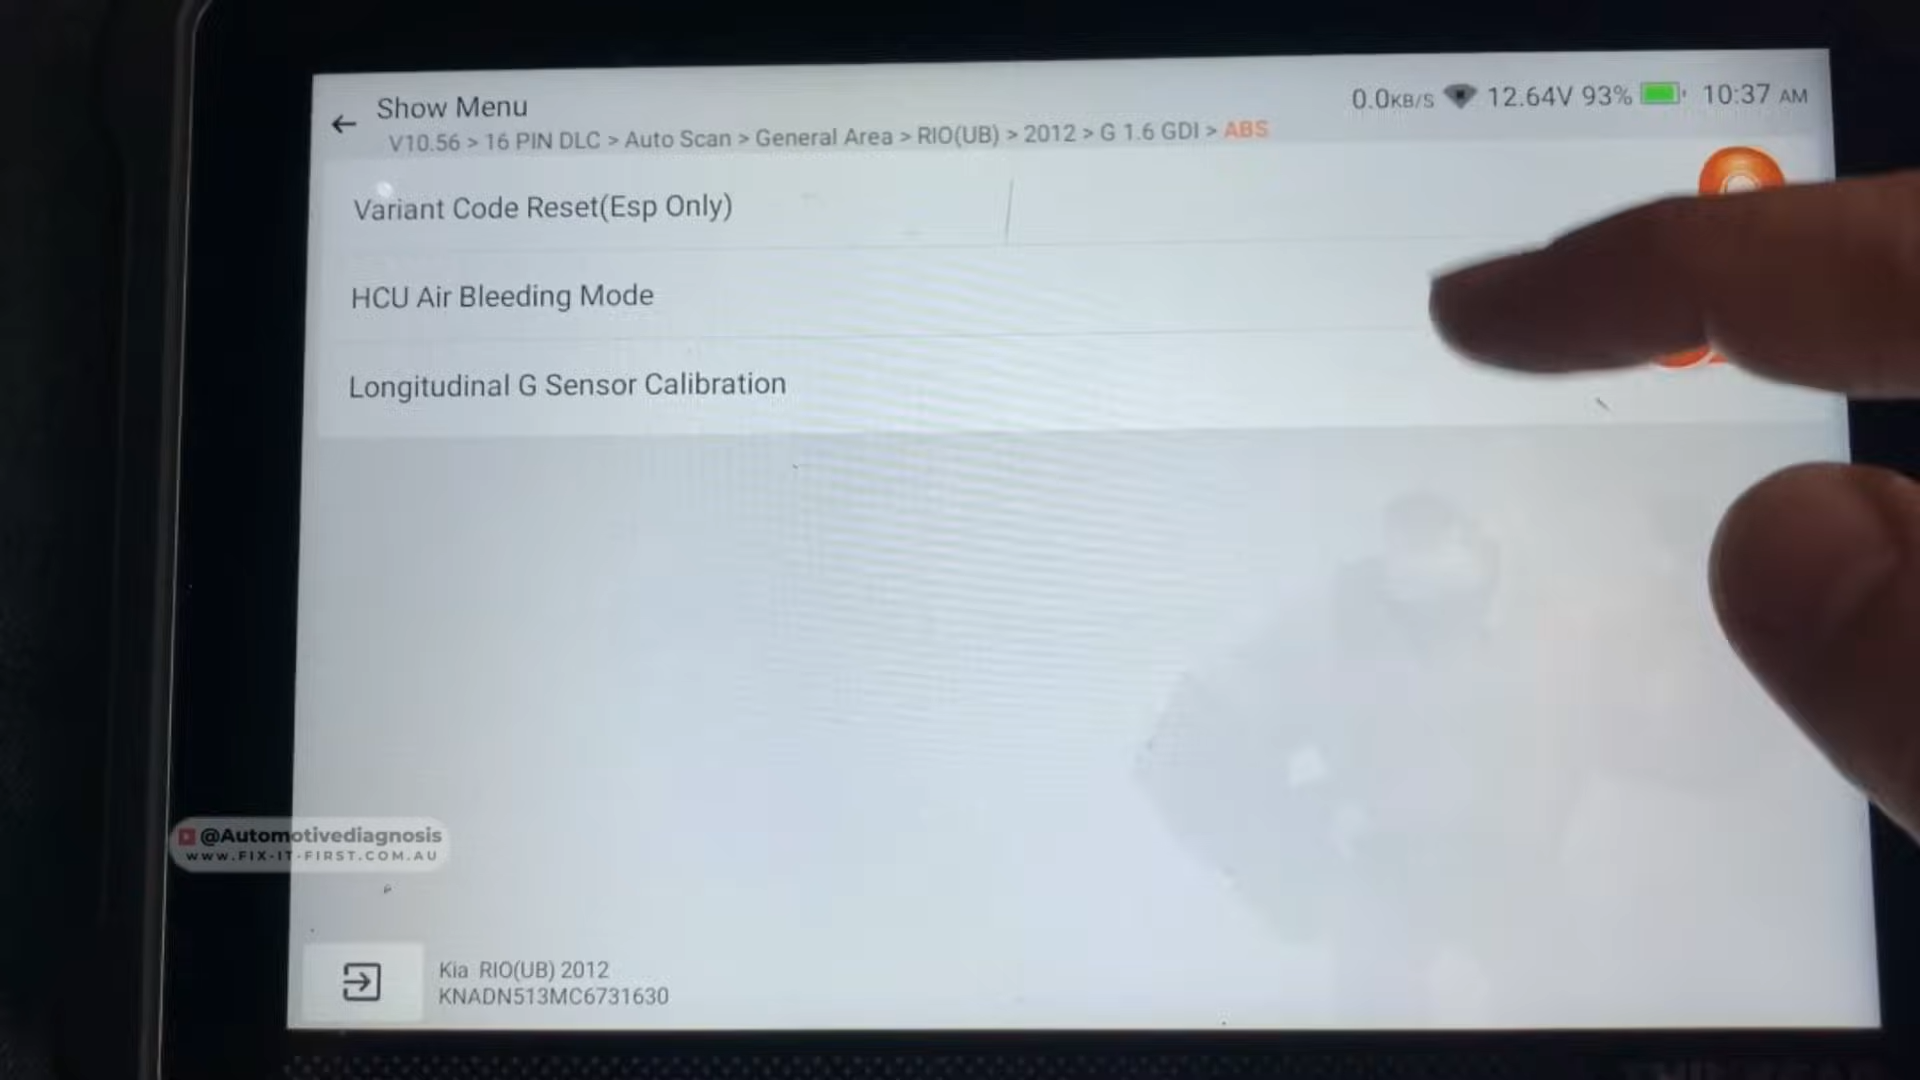 Show Menu
0.0KB/S 12.64V 93% 10:37 AM
V10.56 > 16 PIN DLC > Auto Scan > General Area > RIO(UB) > 2012 > G 1.6 GDI > ABS
Variant Code Reset(Esp Only)
HCU Air Bleeding Mode
Longitudinal G Sensor Calibration
@Automotivediagnosis
WWW.FIX-IT-FIRST.COM.AU
Kia RIO(UB) 2012
KNADN513MC6731630